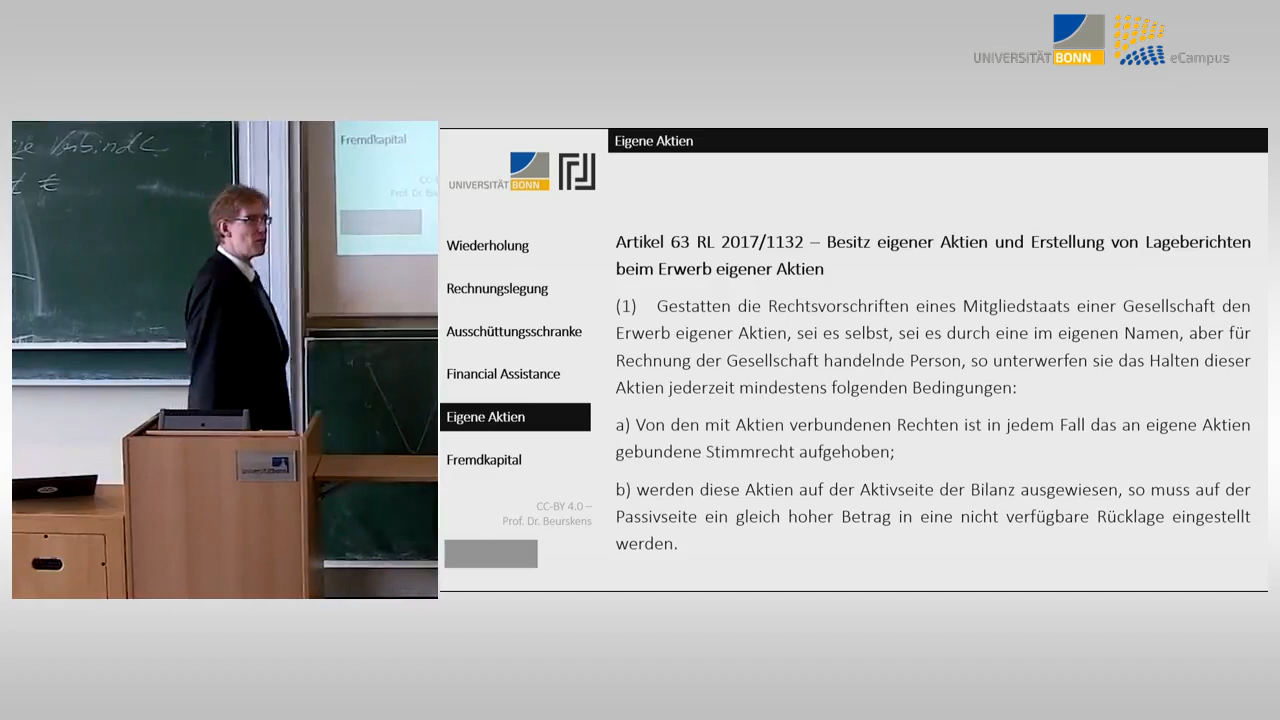 UNIVERSITÄT BONN eCampus
Eigene Aktien
Fremdkapital
UNIVERSITÄT BONN
Wiederholung
Rechnungslegung
Ausschüttungsschranke
Financial Assistance
Eigene Aktien
Fremdkapital
CC-BY 4.0 –
Prof. Dr. Beurskens
Artikel 63 RL 2017/1132 – Besitz eigener Aktien und Erstellung von Lageberichten
beim Erwerb eigener Aktien
(1) Gestatten die Rechtsvorschriften eines Mitgliedstaats einer Gesellschaft den
Erwerb eigener Aktien, sei es selbst, sei es durch eine im eigenen Namen, aber für
Rechnung der Gesellschaft handelnde Person, so unterwerfen sie das Halten dieser
Aktien jederzeit mindestens folgenden Bedingungen:
a) Von den mit Aktien verbundenen Rechten ist in jedem Fall das an eigene Aktien
gebundene Stimmrecht aufgehoben;
b) werden diese Aktien auf der Aktivseite der Bilanz ausgewiesen, so muss auf der
Passivseite ein gleich hoher Betrag in eine nicht verfügbare Rücklage eingestellt
werden.